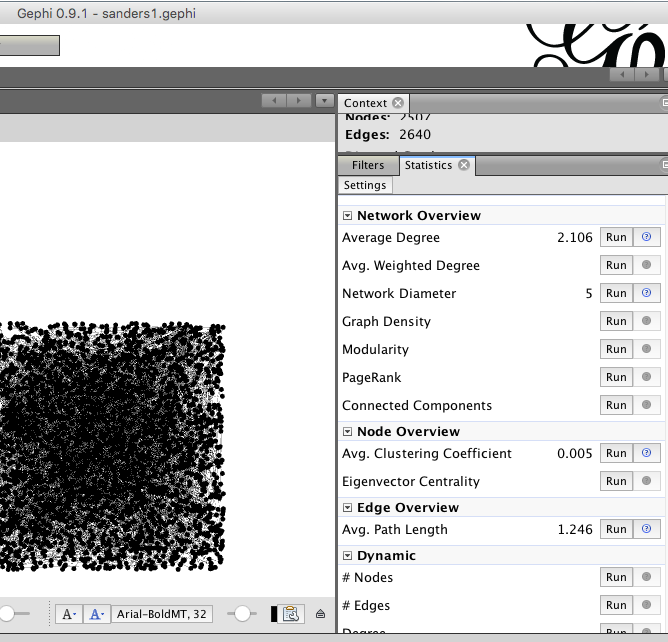 Gephi 0.9.1 - sanders1.gephi
Context
Nodes: 2507
Edges: 2640
Filters Statistics
Settings
Network Overview
Average Degree 2.106 Run
Avg. Weighted Degree Run
Network Diameter 5 Run
Graph Density Run
Modularity Run
PageRank Run
Connected Components Run
Node Overview
Avg. Clustering Coefficient 0.005 Run
Eigenvector Centrality Run
Edge Overview
Avg. Path Length 1.246 Run
Dynamic
# Nodes Run
# Edges Run
Degree Run
A A Arial-BoldMT, 32